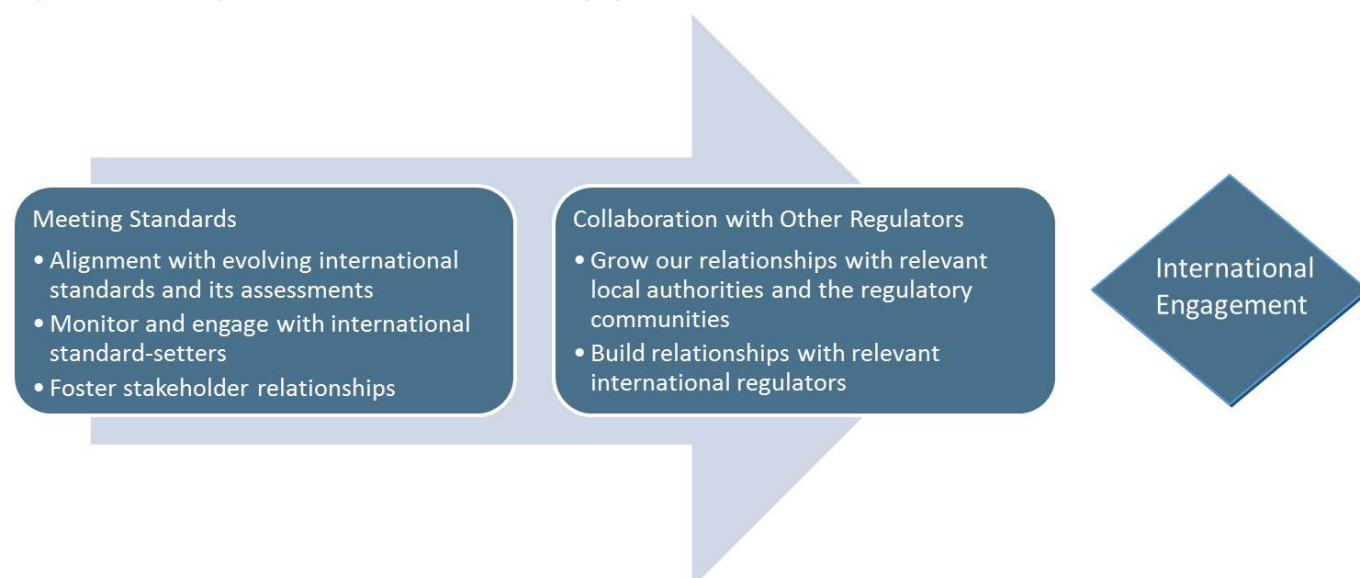 Meeting Standards
• Alignment with evolving international
standards and its assessments
• Monitor and engage with international
standard-setters
• Foster stakeholder relationships
Collaboration with Other Regulators
• Grow our relationships with relevant
local authorities and the regulatory
communities
• Build relationships with relevant
international regulators
International
Engagement